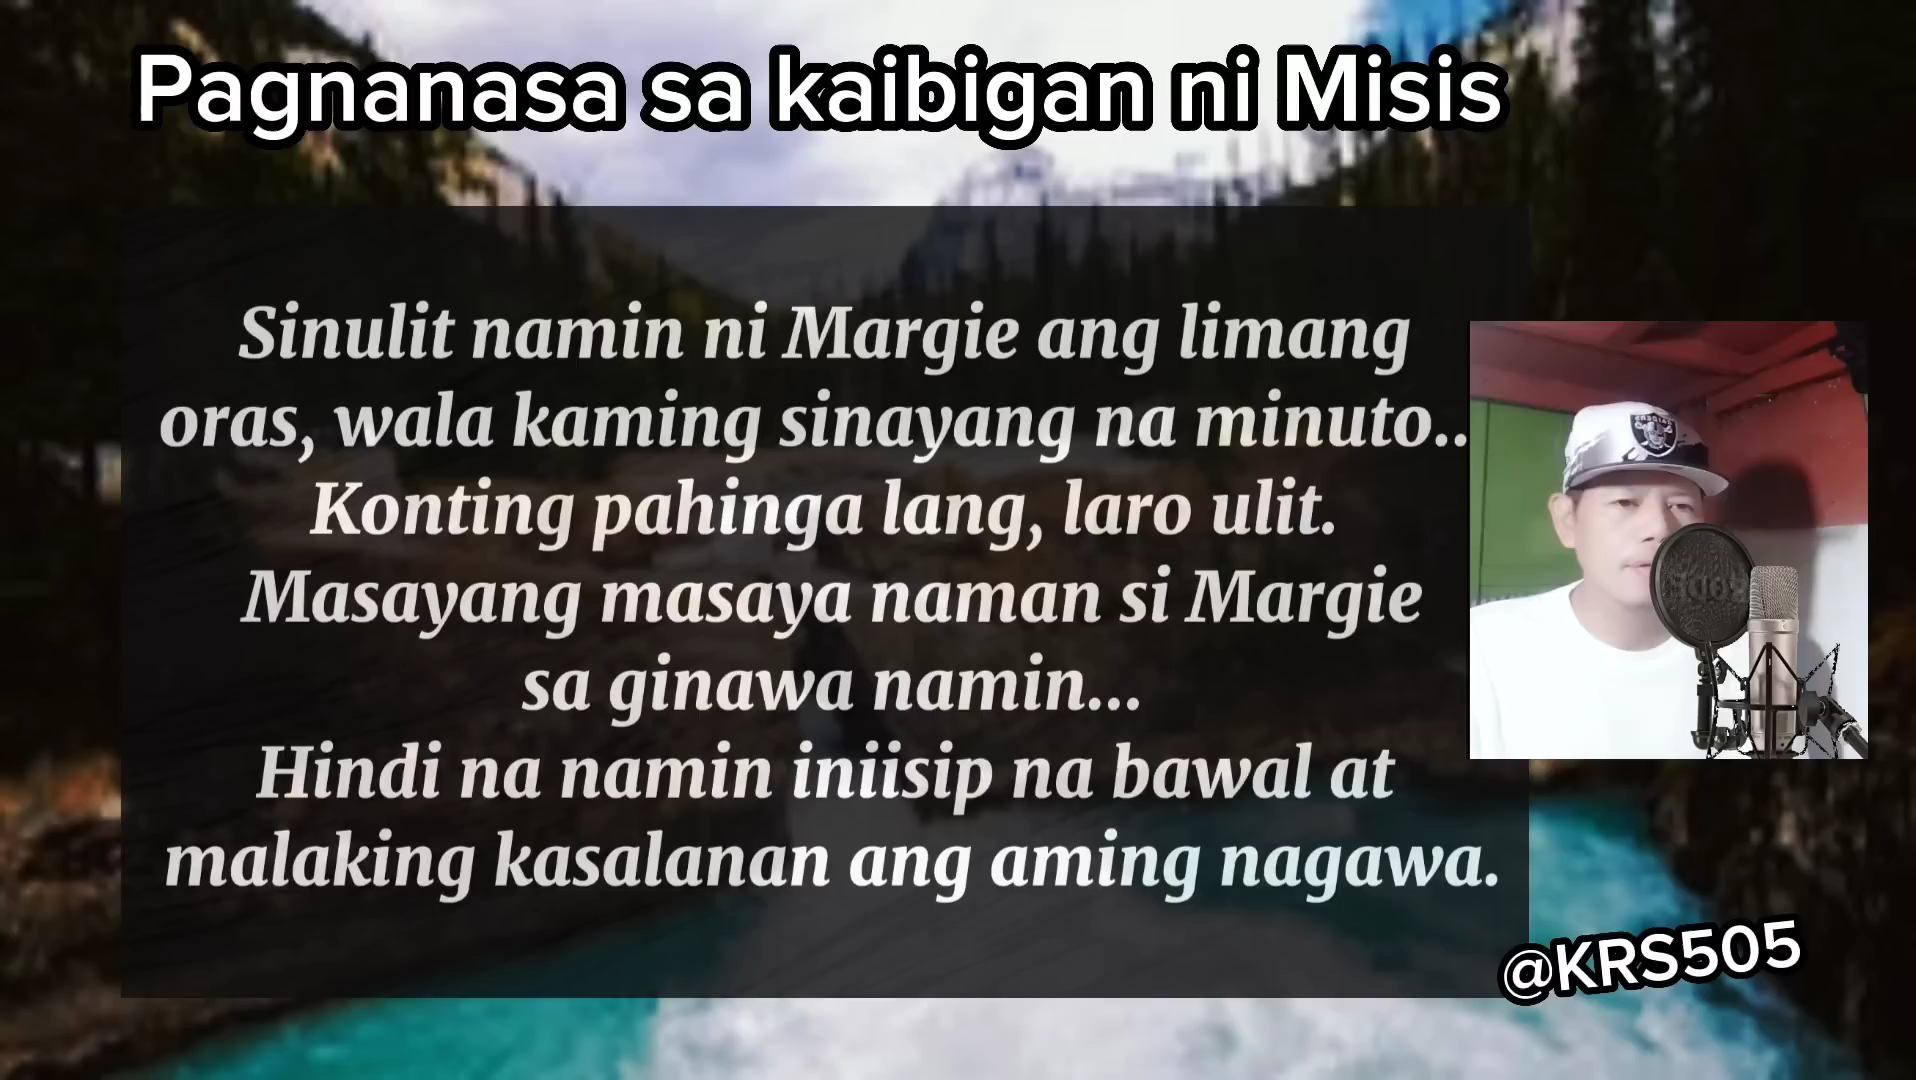 Pagnanasa sa kaibigan ni Misis
Sinulit namin ni Margie ang limang
oras, wala kaming sinayang na minuto..
Konting pahinga lang, laro ulit.
Masayang masaya naman si Margie
sa ginawa namin...
Hindi na namin iniisip na bawal at
malaking kasalanan ang aming nagawa.
@KRS505